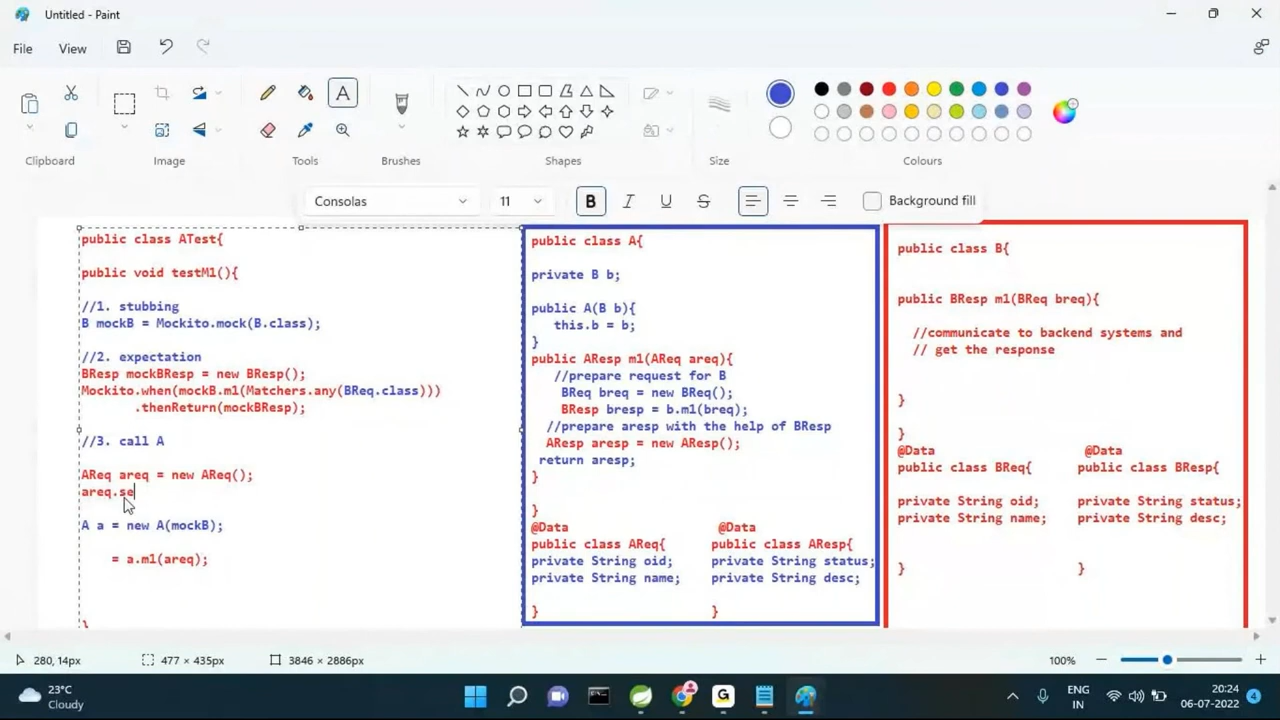 Untitled - Paint
File
View
Clipboard
Image
Tools
Brushes
Shapes
Size
Colours
Consolas
11
B
I
U
S
Background fill
public class ATest{
public void testM1(){
//1. stubbing
B mockB = Mockito.mock(B.class);
//2. expectation
BResp mockBResp = new BResp();
Mockito.when(mockB.m1(Matchers.any(BReq.class)))
.thenReturn(mockBResp);
//3. call A
AReq areq = new AReq();
areq.se
A a = new A(mockB);
= a.m1(areq);
}
public class A{
private B b;
public A(B b){
this.b = b;
}
public AResp m1(AReq areq){
//prepare request for B
BReq breq = new BReq();
BResp bresp = b.m1(breq);
//prepare aresp with the help of BResp
AResp aresp = new AResp();
return aresp;
}
}
@Data
public class AReq{
private String oid;
private String name;
}
@Data
public class AResp{
private String status;
private String desc;
}
public class B{
public BResp m1(BReq breq){
//communicate to backend systems and
// get the response
}
}
@Data
public class BReq{
private String oid;
private String name;
}
@Data
public class BResp{
private String status;
private String desc;
}
280, 14px
477 × 435px
3846 × 2886px
100%
23°C
Cloudy
ENG
IN
20:24
06-07-2022
4